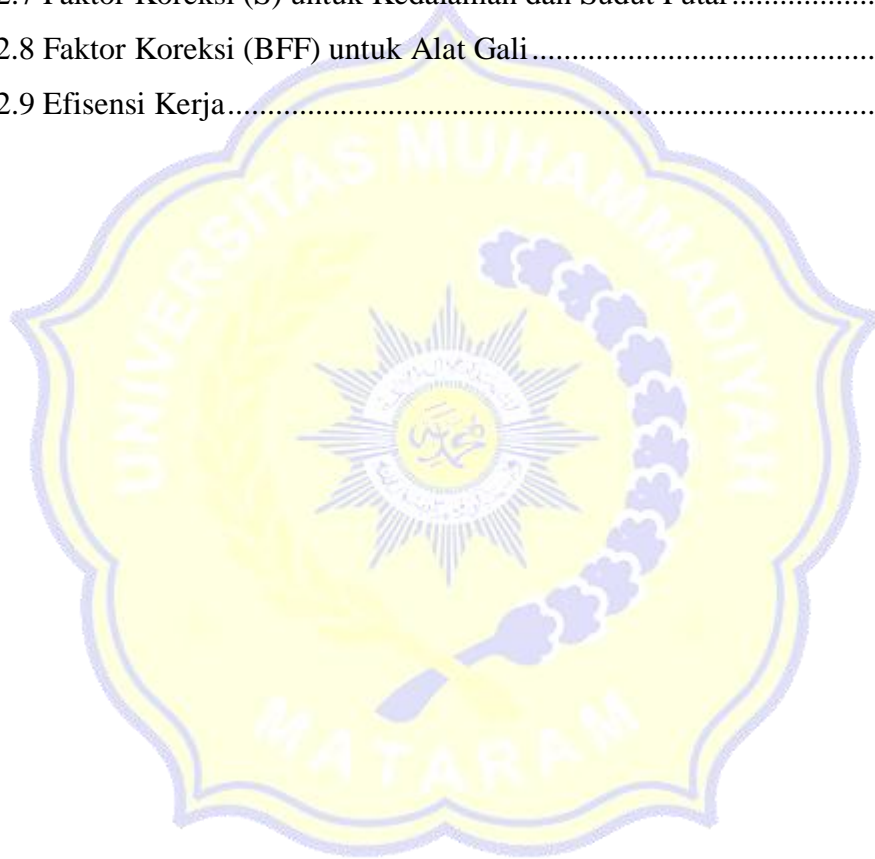 2.7 Faktor Koreksi (S) untuk Kedalaman dan Sudut Putar....................
2.8 Faktor Koreksi (BFF) untuk Alat Gali....................
2.9 Efisensi Kerja....................
UNIVERSITAS MUHAMMADIYAH
MATARAM